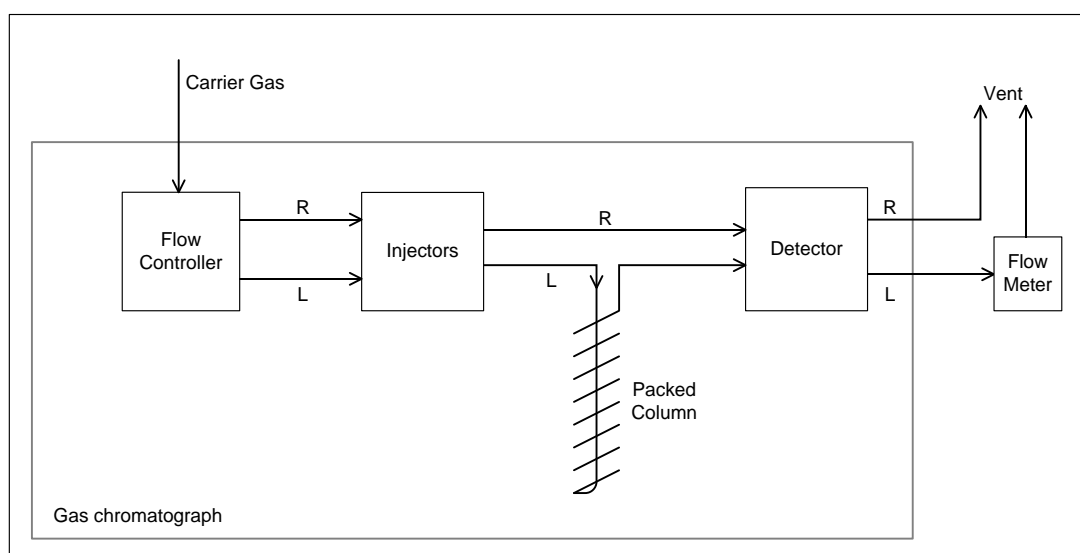 Carrier Gas
Vent
R
R
R
Flow
Controller
Injectors
Detector
Flow
Meter
L
L
L
Packed
Column
Gas chromatograph